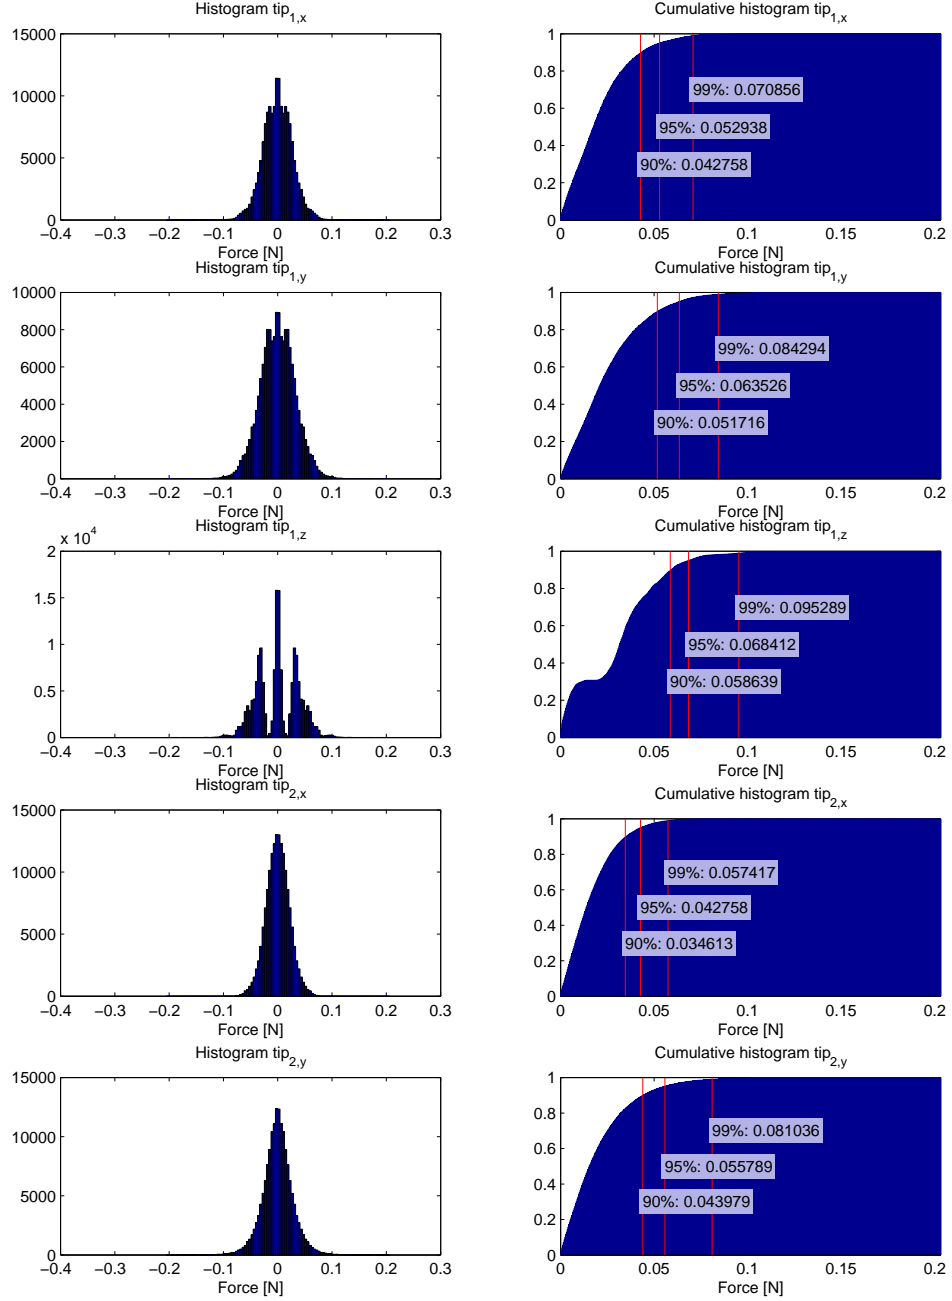 Histogram tip1,x
15000
10000
5000
0
−0.4 −0.3 −0.2 −0.1 0 0.1 0.2 0.3
Force [N]
Cumulative histogram tip1,x
1
0.8
0.6
0.4
0.2
0
99%: 0.070856
95%: 0.052938
90%: 0.042758
0 0.05 0.1 0.15 0.2
Force [N]
Histogram tip1,y
10000
8000
6000
4000
2000
0
−0.4 −0.3 −0.2 −0.1 0 0.1 0.2 0.3
Force [N]
Cumulative histogram tip1,y
1
0.8
0.6
0.4
0.2
0
99%: 0.084294
95%: 0.063526
90%: 0.051716
0 0.05 0.1 0.15 0.2
Force [N]
Histogram tip1,z
x 10^4
2
1.5
1
0.5
0
−0.4 −0.3 −0.2 −0.1 0 0.1 0.2 0.3
Force [N]
Cumulative histogram tip1,z
1
0.8
0.6
0.4
0.2
0
99%: 0.095289
95%: 0.068412
90%: 0.058639
0 0.05 0.1 0.15 0.2
Force [N]
Histogram tip2,x
15000
10000
5000
0
−0.4 −0.3 −0.2 −0.1 0 0.1 0.2 0.3
Force [N]
Cumulative histogram tip2,x
1
0.8
0.6
0.4
0.2
0
99%: 0.057417
95%: 0.042758
90%: 0.034613
0 0.05 0.1 0.15 0.2
Force [N]
Histogram tip2,y
15000
10000
5000
0
−0.4 −0.3 −0.2 −0.1 0 0.1 0.2 0.3
Force [N]
Cumulative histogram tip2,y
1
0.8
0.6
0.4
0.2
0
99%: 0.081036
95%: 0.055789
90%: 0.043979
0 0.05 0.1 0.15 0.2
Force [N]